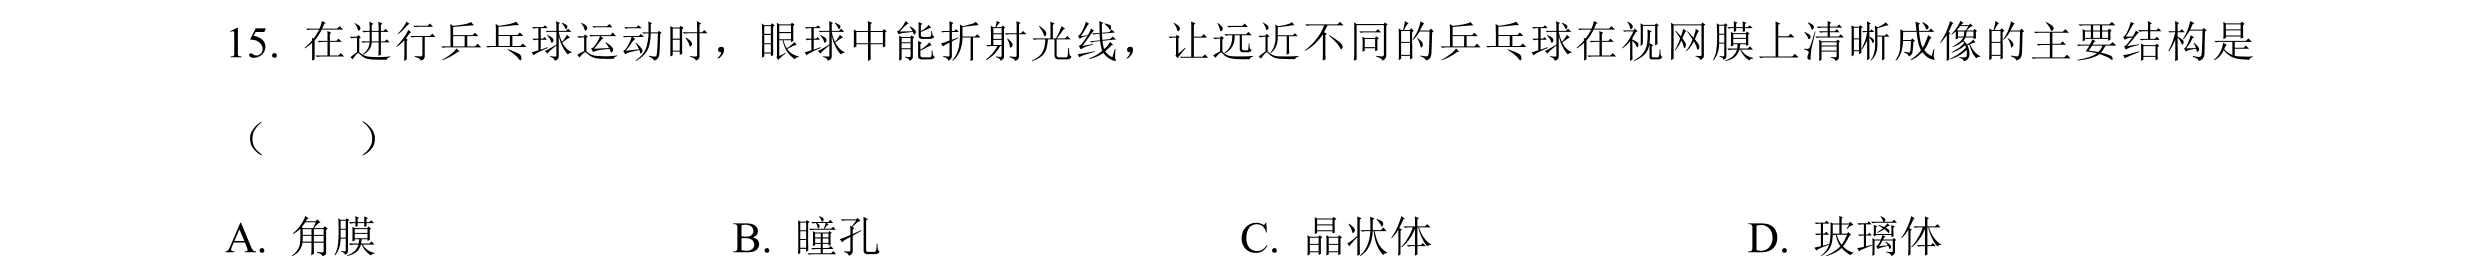 15. 在进行乒乓球运动时，眼球中能折射光线，让远近不同的乒乓球在视网膜上清晰成像的主要结构是
（　　）
A. 角膜　　B. 瞳孔　　C. 晶状体　　D. 玻璃体